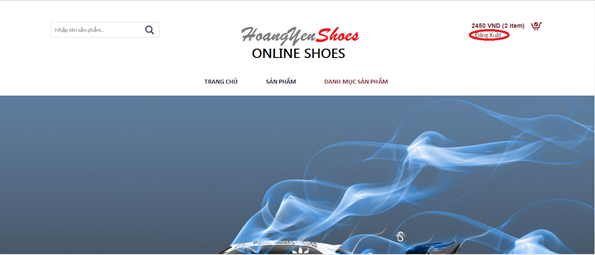 Nhập tên sản phẩm...
HoangYenShoes
ONLINE SHOES
2450 VND (2 item)
Đăng Xuất
TRANG CHỦ SẢN PHẨM DANH MỤC SẢN PHẨM